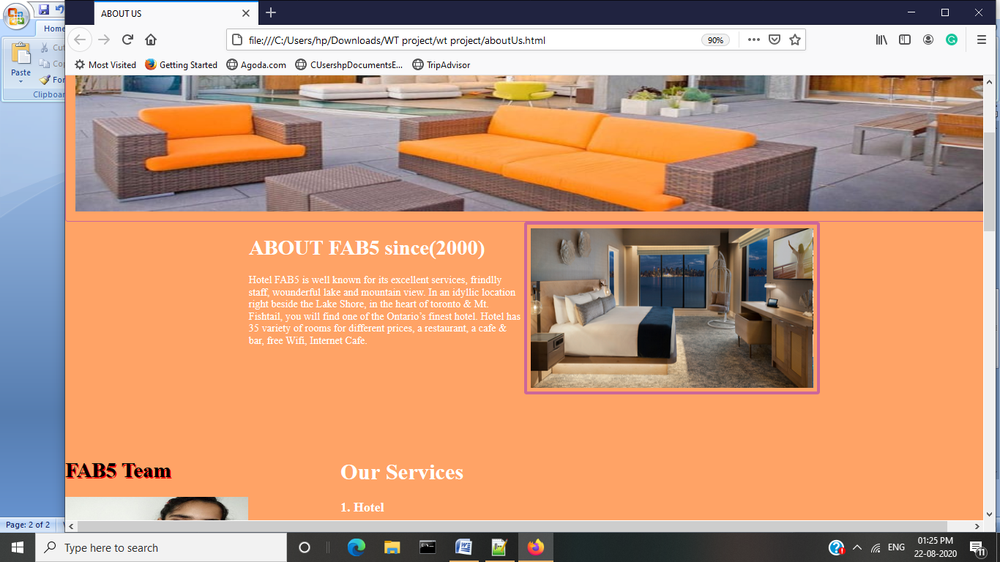 ABOUT US
Home
file:///C:/Users/hp/Downloads/WT project/wt project/aboutUs.html
90%
Most Visited
Getting Started
Agoda.com
CUsershpDocumentsE...
TripAdvisor
Paste
Cut
Co
For
Clipboar
ABOUT FAB5 since(2000)
Hotel FAB5 is well known for its excellent services, frindlly
staff, wounderful lake and mountain view. In an idyllic location
right beside the Lake Shore, in the heart of toronto & Mt.
Fishtail, you will find one of the Ontario’s finest hotel. Hotel has
35 variety of rooms for different prices, a restaurant, a cafe &
bar, free Wifi, Internet Cafe.
FAB5 Team
Our Services
1. Hotel
Page: 2 of 2
Type here to search
ENG
01:25 PM
22-08-2020
11